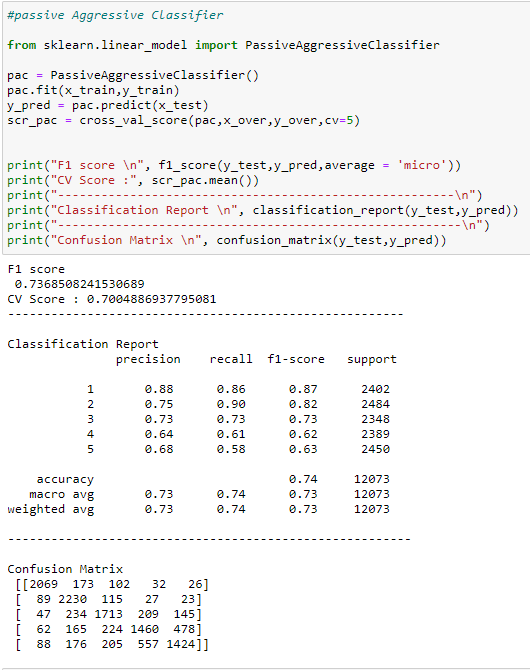 #passive Aggressive Classifier
from sklearn.linear_model import PassiveAggressiveClassifier
pac = PassiveAggressiveClassifier()
pac.fit(x_train,y_train)
y_pred = pac.predict(x_test)
scr_pac = cross_val_score(pac,x_over,y_over,cv=5)
print("F1 score \n", f1_score(y_test,y_pred,average = 'micro'))
print("CV Score :", scr_pac.mean())
print("-----------------------------------------------------\n")
print("Classification Report \n", classification_report(y_test,y_pred))
print("------------------------------------------------------\n")
print("Confusion Matrix \n", confusion_matrix(y_test,y_pred))
F1 score
 0.7368508241530689
CV Score : 0.7004886937795081
-----------------------------------------------------
Classification Report
               precision    recall  f1-score   support
           1       0.88      0.86      0.87      2402
           2       0.75      0.90      0.82      2484
           3       0.73      0.73      0.73      2348
           4       0.64      0.61      0.62      2389
           5       0.68      0.58      0.63      2450
    accuracy                           0.74     12073
   macro avg       0.73      0.74      0.73     12073
weighted avg       0.73      0.74      0.73     12073
------------------------------------------------------
Confusion Matrix
 [[2069  173  102   32   26]
 [  89 2230  115   27   23]
 [  47  234 1713  209  145]
 [  62  165  224 1460  478]
 [  88  176  205  557 1424]]